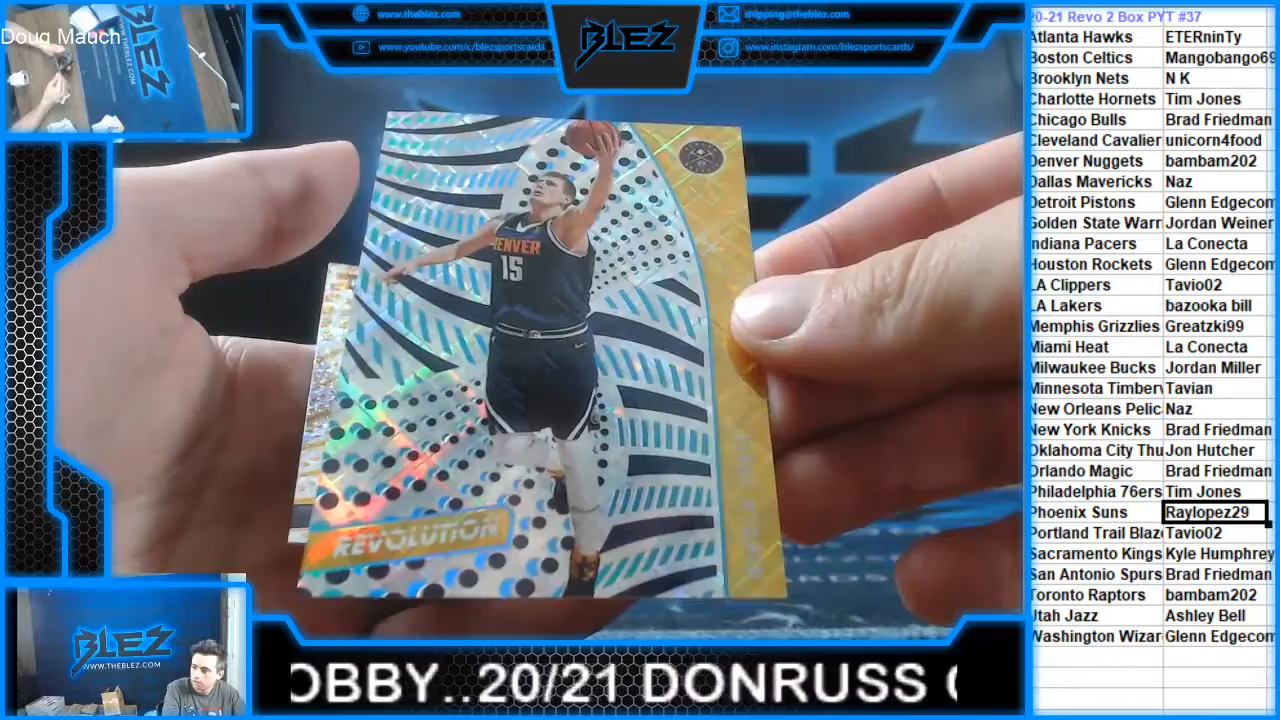 Doug Mauch
BLEZ
WWW.THEBLEZ.COM
www.theblez.com
shipping@theblez.com
www.youtube.com/c/blezsportscards
www.instagram.com/blezsportscards/
BLEZ
DENVER
15
REVOLUTION
BLEZ
WWW.THEBLEZ.COM
OBBY..20/21 DONRUSS
20-21 Revo 2 Box PYT #37
Atlanta Hawks ETERninTy
Boston Celtics Mangobango69
Brooklyn Nets N K
Charlotte Hornets Tim Jones
Chicago Bulls Brad Friedman
Cleveland Cavalier unicorn4food
Denver Nuggets bambam202
Dallas Mavericks Naz
Detroit Pistons Glenn Edgecom
Golden State Warr Jordan Weiner
Indiana Pacers La Conecta
Houston Rockets Glenn Edgecom
LA Clippers Tavio02
LA Lakers bazooka bill
Memphis Grizzlies Greatzki99
Miami Heat La Conecta
Milwaukee Bucks Jordan Miller
Minnesota Timberv Tavian
New Orleans Pelic Naz
New York Knicks Brad Friedman
Oklahoma City Thu Jon Hutcher
Orlando Magic Brad Friedman
Philadelphia 76ers Tim Jones
Phoenix Suns Raylopez29
Portland Trail Blaz Tavio02
Sacramento Kings Kyle Humphrey
San Antonio Spurs Brad Friedman
Toronto Raptors bambam202
Utah Jazz Ashley Bell
Washington Wizar Glenn Edgecom